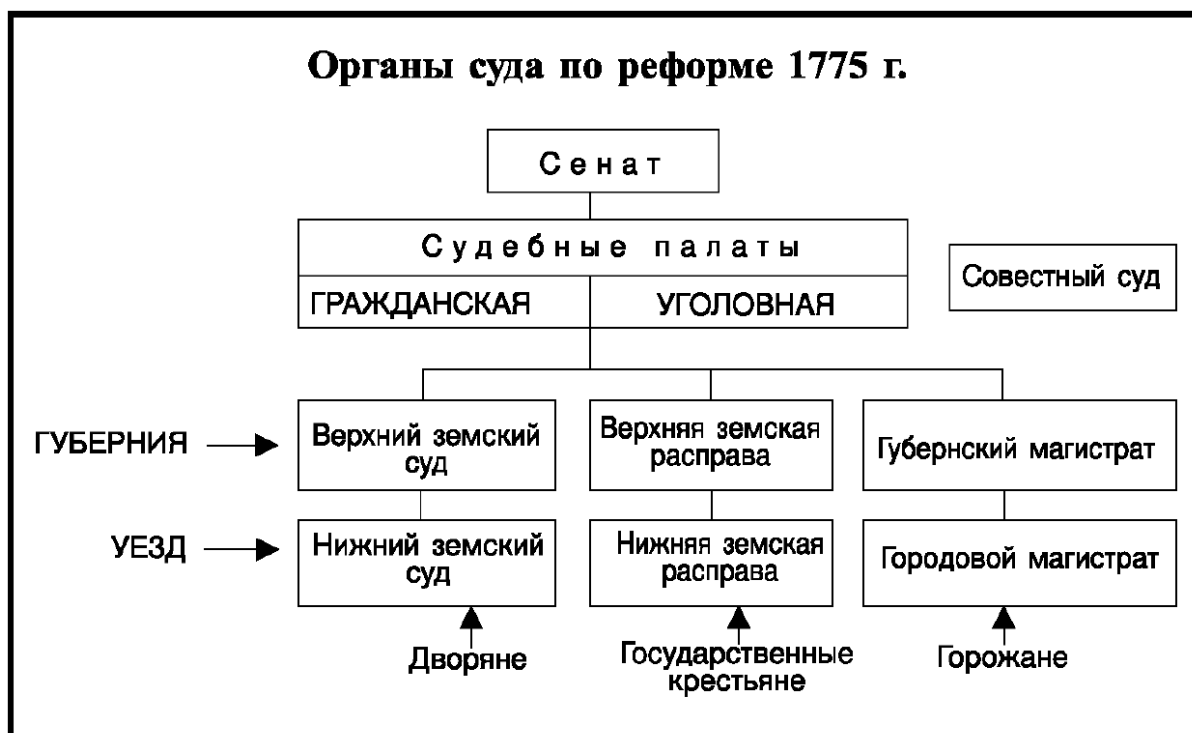 Органы суда по реформе 1775 г.
Сенат
Судебные палаты
ГРАЖДАНСКАЯ
УГОЛОВНАЯ
Совестный суд
ГУБЕРНИЯ
Верхний земский
суд
Верхняя земская
расправа
Губернский магистрат
УЕЗД
Нижний земский
суд
Нижняя земская
расправа
Городовой магистрат
Дворяне
Государственные
крестьяне
Горожане